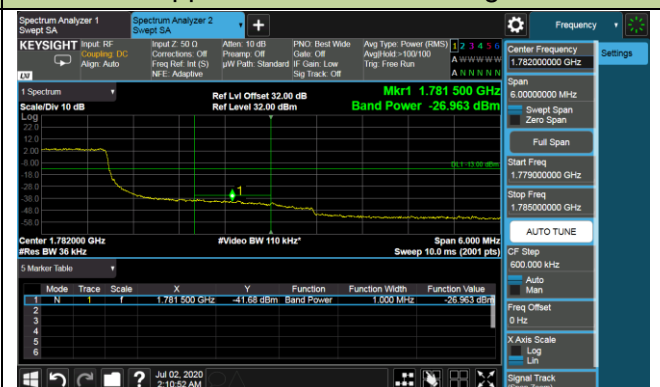 Spectrum Analyzer 1
Swept SA
Spectrum Analyzer 2
Swept SA
Frequency
KEYSIGHT
Input: RF
Coupling: DC
Align: Auto
Input Z: 50 Ω
Corrections: Off
Freq Ref: Int (S)
NFE: Adaptive
Atten: 10 dB
Preamp: Off
µW Path: Standard
PNO: Best Wide
Gate: Off
IF Gain: Low
Sig Track: Off
Avg Type: Power (RMS)
Avg|Hold:>100/100
Trig: Free Run
1 2 3 4 5 6
A W W W W W
A N N N N N
LXI
1 Spectrum
Scale/Div 10 dB
Log
Ref Lvl Offset 32.00 dB
Ref Level 32.00 dBm
Mkr1 1.781 500 GHz
Band Power -26.963 dBm
22.0
12.0
2.00
-8.00
-18.0
-28.0
-38.0
-48.0
-58.0
DL1 -13.00 dBm
1
Center 1.782000 GHz
#Res BW 36 kHz
#Video BW 110 kHz*
Span 6.000 MHz
Sweep 10.0 ms (2001 pts)
5 Marker Table
Mode Trace Scale X Y Function Function Width Function Value
1 N 1 f 1.781 500 GHz -41.68 dBm Band Power 1.000 MHz -26.963 dBm
2
3
4
5
6
Jul 02, 2020
2:10:52 AM
Center Frequency
1.782000000 GHz
Settings
Span
6.00000000 MHz
Swept Span
Zero Span
Full Span
Start Freq
1.779000000 GHz
Stop Freq
1.785000000 GHz
AUTO TUNE
CF Step
600.000 kHz
Auto
Man
Freq Offset
0 Hz
X Axis Scale
Log
Lin
Signal Track